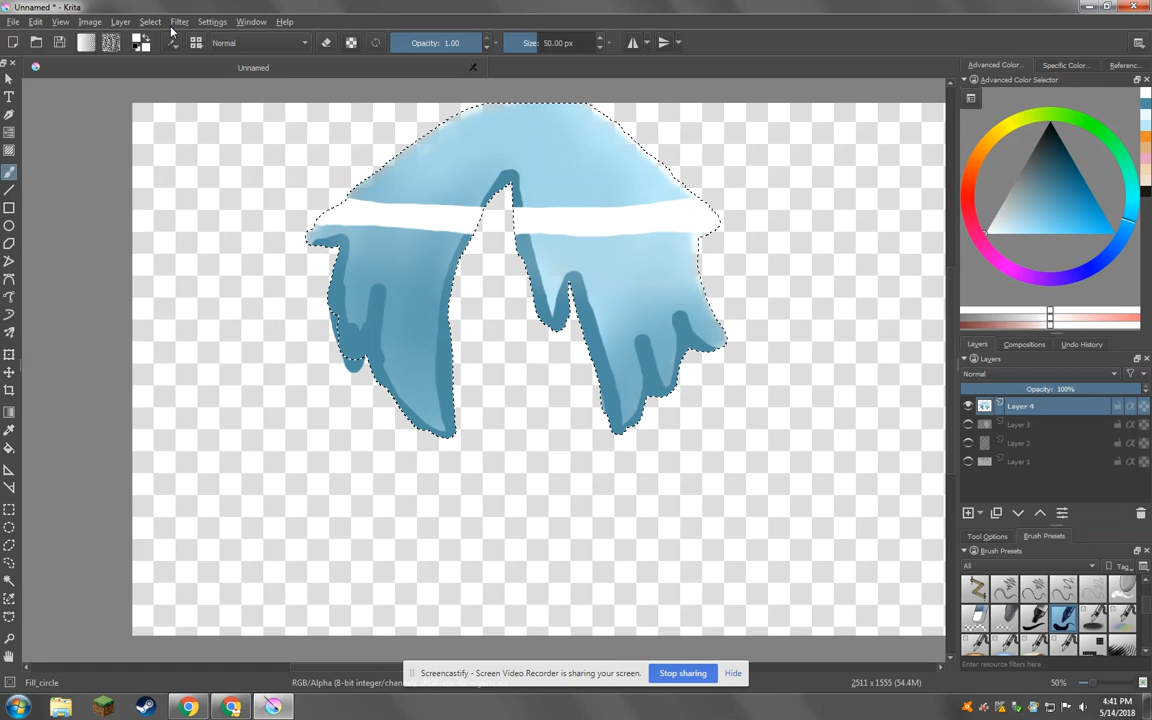 Unnamed * - Krita
File Edit View Image Layer Select Filter Settings Window Help
Normal Opacity: 1.00 Size: 50.00 px
Unnamed
Advanced Color... Specific Color... Referenc...
Advanced Color Selector
Layers Compositions Undo History
Layers
Normal
Opacity: 100%
Layer 4
Layer 3
Layer 2
Layer 1
Tool Options Brush Presets
Brush Presets
All Tag...
Enter resource filters here
Screencastify - Screen Video Recorder is sharing your screen. Stop sharing Hide
Fill_circle RGB/Alpha (8-bit integer/channel) 2511 x 1555 (54.4M) 50%
4:41 PM
5/14/2018